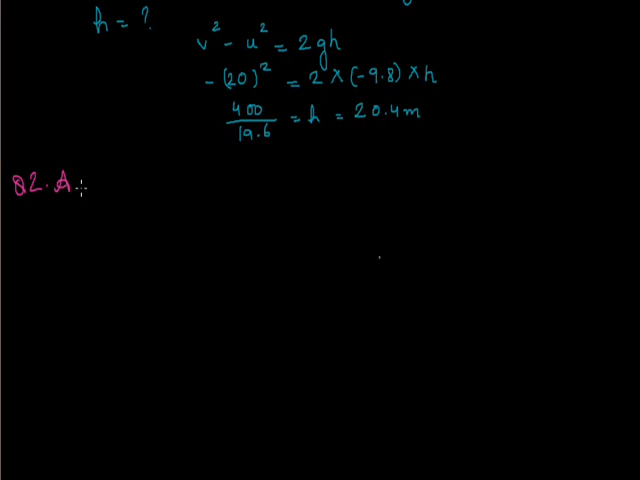 h = ?
v² - u² = 2gh
- (20)² = 2 × (-9.8) × h
400/19.6 = h = 20.4m
Q2. A